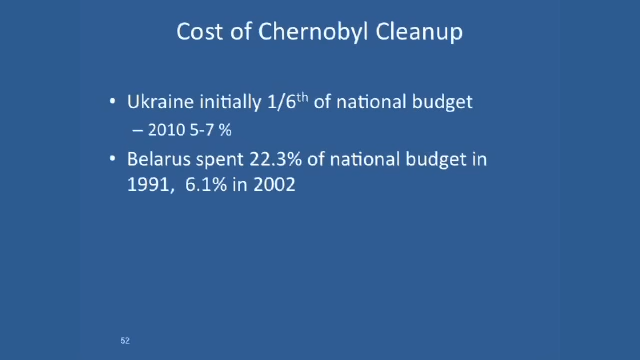 Cost of Chernobyl Cleanup
• Ukraine initially 1/6th of national budget
– 2010 5-7 %
• Belarus spent 22.3% of national budget in
1991, 6.1% in 2002
52